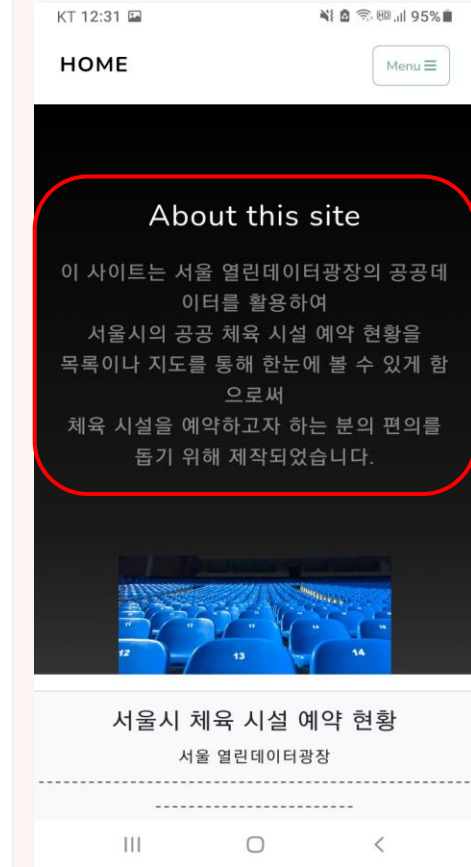 KT 12:31
95%
HOME
Menu
About this site
이 사이트는 서울 열린데이터광장의 공공데
이터를 활용하여
서울시의 공공 체육 시설 예약 현황을
목록이나 지도를 통해 한눈에 볼 수 있게 함
으로써
체육 시설을 예약하고자 하는 분의 편의를
돕기 위해 제작되었습니다.
12
13
14
서울시 체육 시설 예약 현황
서울 열린데이터광장
--------------------------------------------------
-----------------------